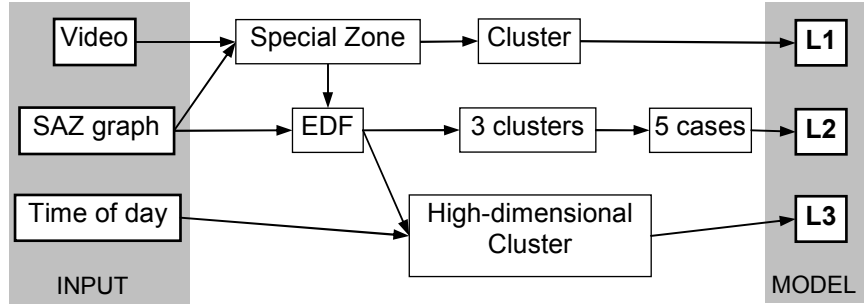 Video
Special Zone
Cluster
L1
SAZ graph
EDF
3 clusters
5 cases
L2
Time of day
High-dimensional
Cluster
L3
INPUT
MODEL